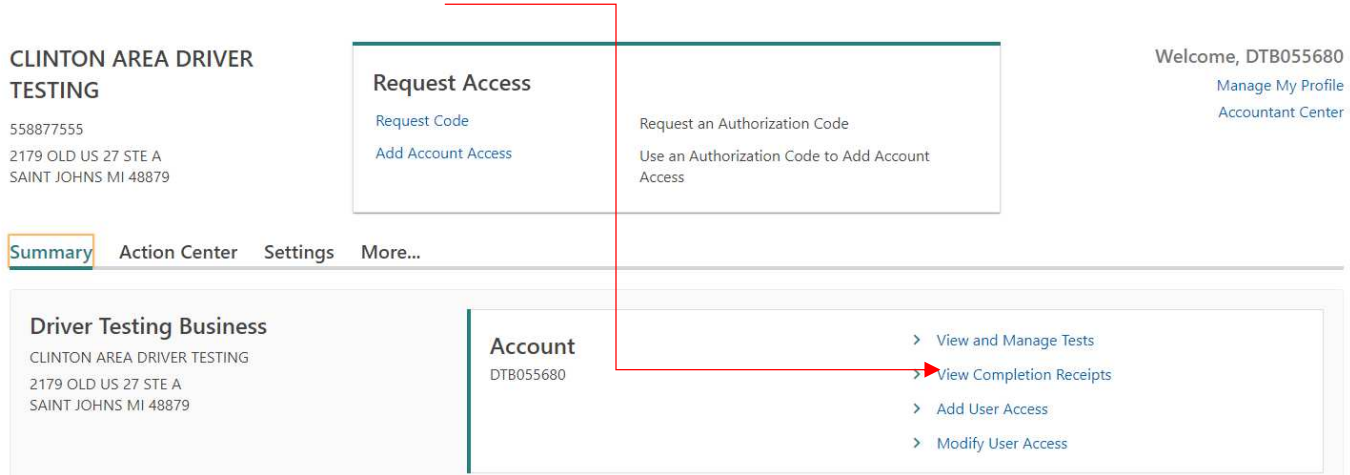 CLINTON AREA DRIVER
TESTING
558877555
2179 OLD US 27 STE A
SAINT JOHNS MI 48879
Request Access
Request Code
Request an Authorization Code
Add Account Access
Use an Authorization Code to Add Account
Access
Welcome, DTB055680
Manage My Profile
Accountant Center
Summary Action Center Settings More...
Driver Testing Business
CLINTON AREA DRIVER TESTING
2179 OLD US 27 STE A
SAINT JOHNS MI 48879
Account
DTB055680
> View and Manage Tests
> View Completion Receipts
> Add User Access
> Modify User Access